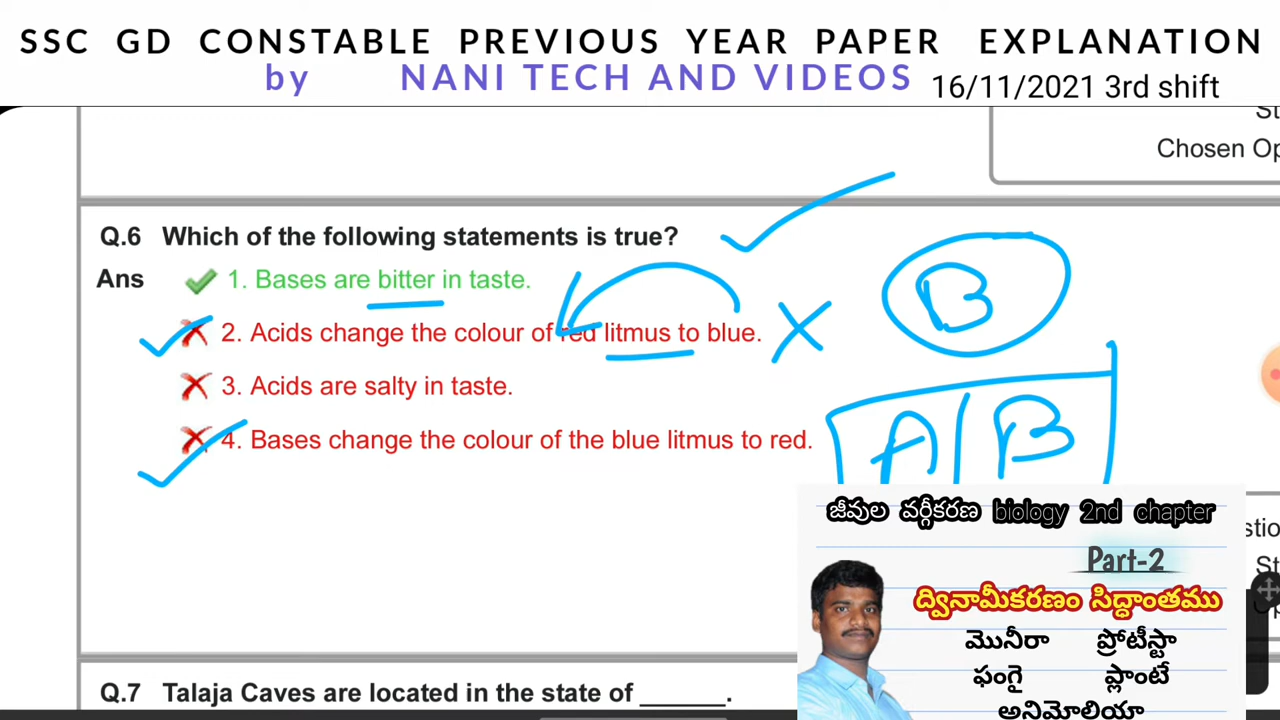 SSC GD CONSTABLE PREVIOUS YEAR PAPER EXPLANATION
by NANI TECH AND VIDEOS 16/11/2021 3rd shift
St
Chosen Op
Q.6 Which of the following statements is true?
Ans 1. Bases are bitter in taste.
2. Acids change the colour of red litmus to blue.
3. Acids are salty in taste.
4. Bases change the colour of the blue litmus to red.
B
A B
జీవుల వర్గీకరణ biology 2nd chapter
Part-2
ద్వినామీకరణం సిద్ధాంతము
మొనీరా ప్రోటీస్టా
ఫంగై ప్లాంటే
అనిమోలియా
stio
St
Q.7 Talaja Caves are located in the state of ______.